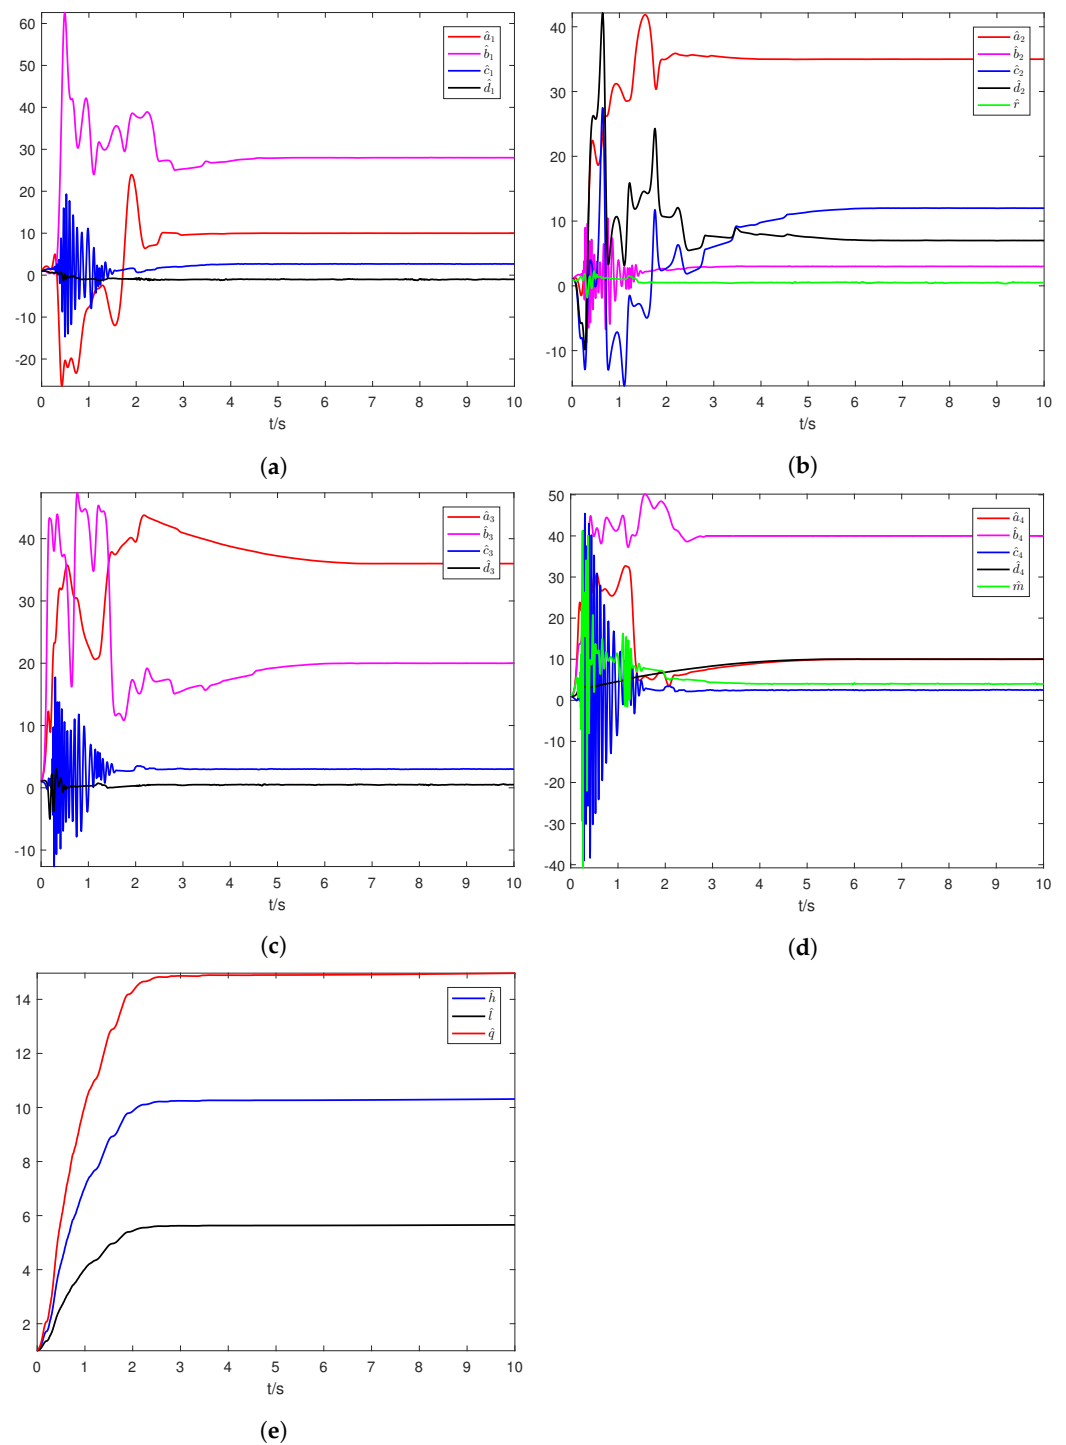 60
50
40
30
20
10
0
-10
-20
0 1 2 3 4 5 6 7 8 9 10
t/s
â₁
b̂₁
ĉ₁
d̂₁
(a)
40
30
20
10
0
-10
0 1 2 3 4 5 6 7 8 9 10
t/s
â₂
b̂₂
ĉ₂
d̂₂
r̂
(b)
40
30
20
10
0
-10
0 1 2 3 4 5 6 7 8 9 10
t/s
â₃
b̂₃
ĉ₃
d̂₃
(c)
50
40
30
20
10
0
-10
-20
-30
-40
0 1 2 3 4 5 6 7 8 9 10
t/s
â₄
b̂₄
ĉ₄
d̂₄
m̂
(d)
14
12
10
8
6
4
2
0 1 2 3 4 5 6 7 8 9 10
t/s
ĥ
l̂
q̂
(e)